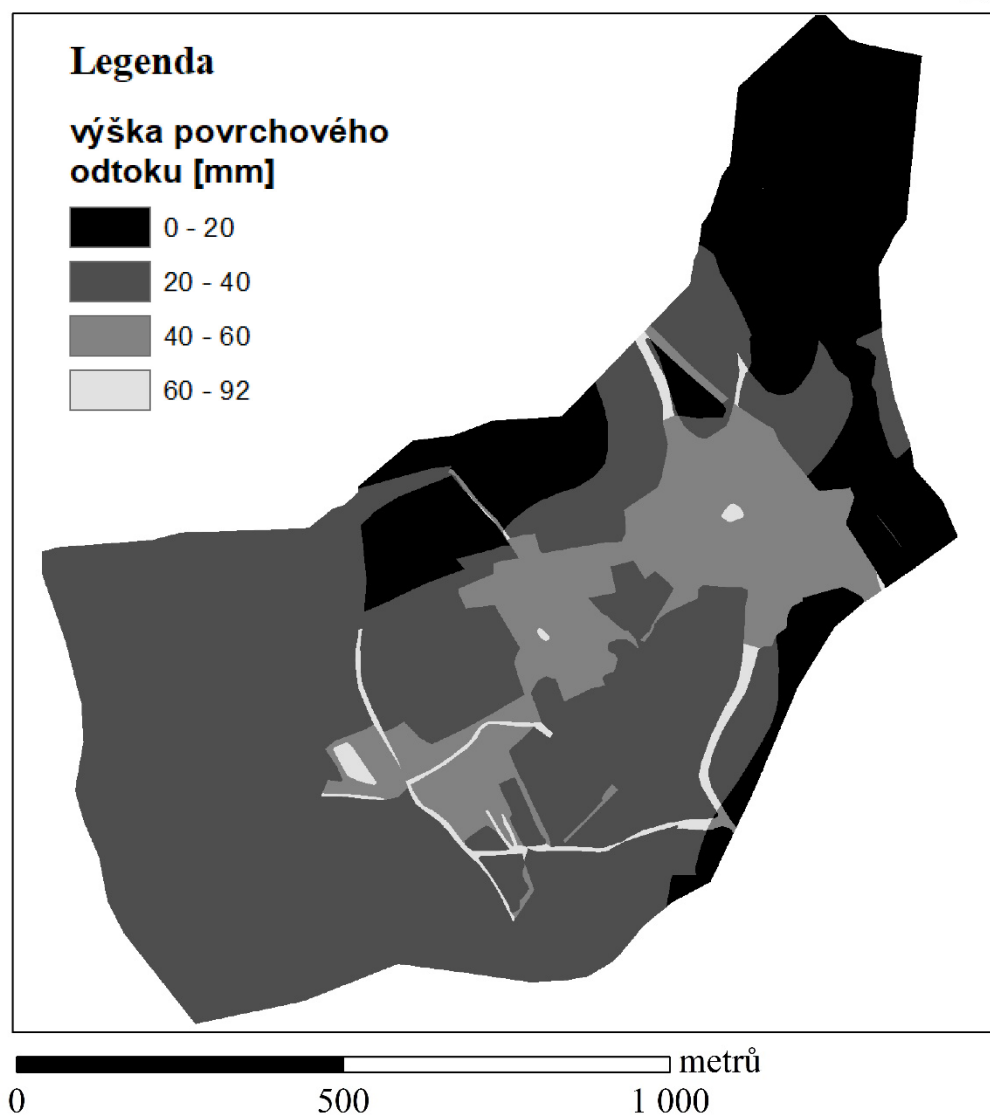 Legenda
výška povrchového
odtoku [mm]
0 - 20
20 - 40
40 - 60
60 - 92
metrů
0 500 1 000